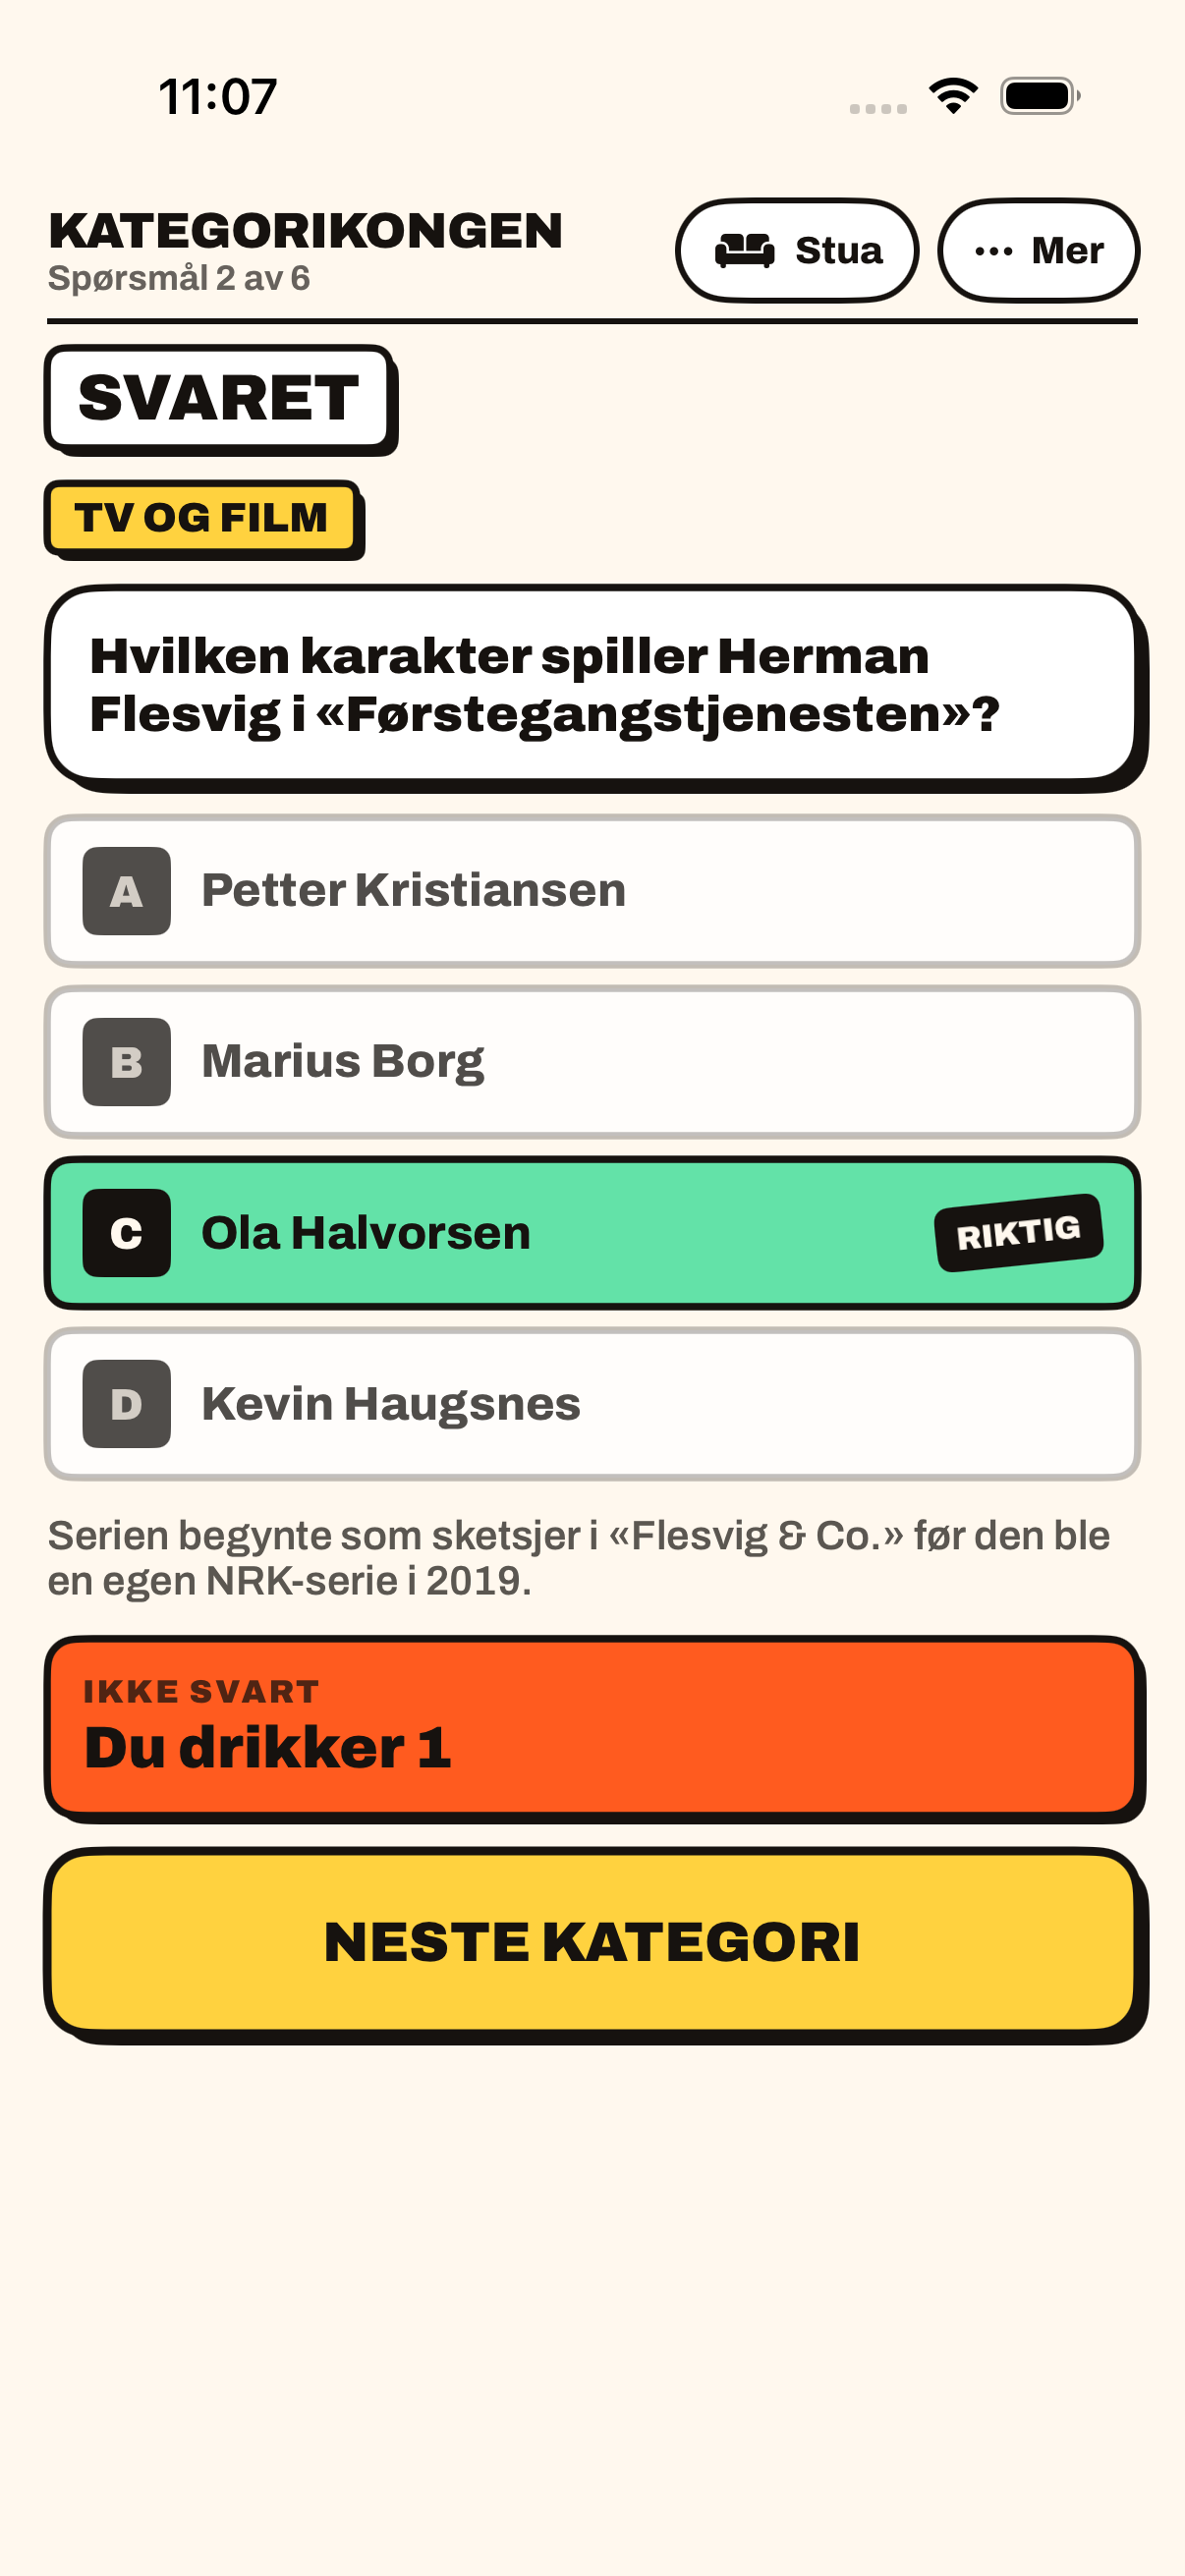 11:07
KATEGORIKONGEN
Spørsmål 2 av 6
Stua
Mer
SVARET
TV OG FILM
Hvilken karakter spiller Herman
Flesvig i «Førstegangstjenesten»?
A Petter Kristiansen
B Marius Borg
C Ola Halvorsen RIKTIG
D Kevin Haugsnes
Serien begynte som sketsjer i «Flesvig & Co.» før den ble
en egen NRK-serie i 2019.
IKKE SVART
Du drikker 1
NESTE KATEGORI